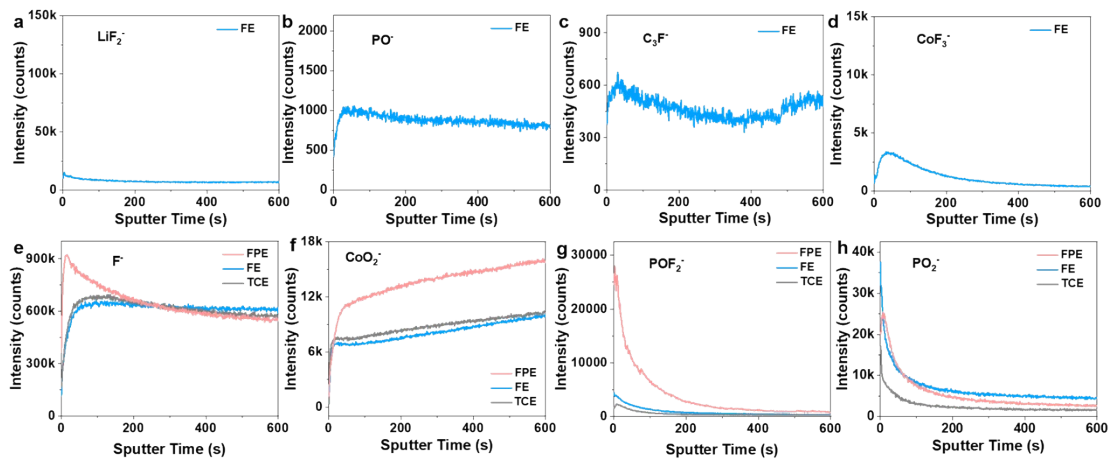 a
LiF₂⁻
FE
150k
100k
50k
0
Intensity (counts)
0 200 400 600
Sputter Time (s)
b
PO⁻
FE
2000
1500
1000
500
0
Intensity (counts)
0 200 400 600
Sputter Time (s)
c
C₃F⁻
FE
900
600
300
0
Intensity (counts)
0 200 400 600
Sputter Time (s)
d
CoF₃⁻
FE
15k
10k
5k
0
Intensity (counts)
0 200 400 600
Sputter Time (s)
e
F⁻
FPE
FE
TCE
900k
600k
300k
0
Intensity (counts)
0 200 400 600
Sputter Time (s)
f
CoO₂⁻
FPE
FE
TCE
18k
12k
6k
0
Intensity (counts)
0 200 400 600
Sputter Time (s)
g
POF₂⁻
FPE
FE
TCE
30000
20000
10000
0
Intensity (counts)
0 200 400 600
Sputter Time (s)
h
PO₂⁻
FPE
FE
TCE
40k
30k
20k
10k
0
Intensity (counts)
0 200 400 600
Sputter Time (s)